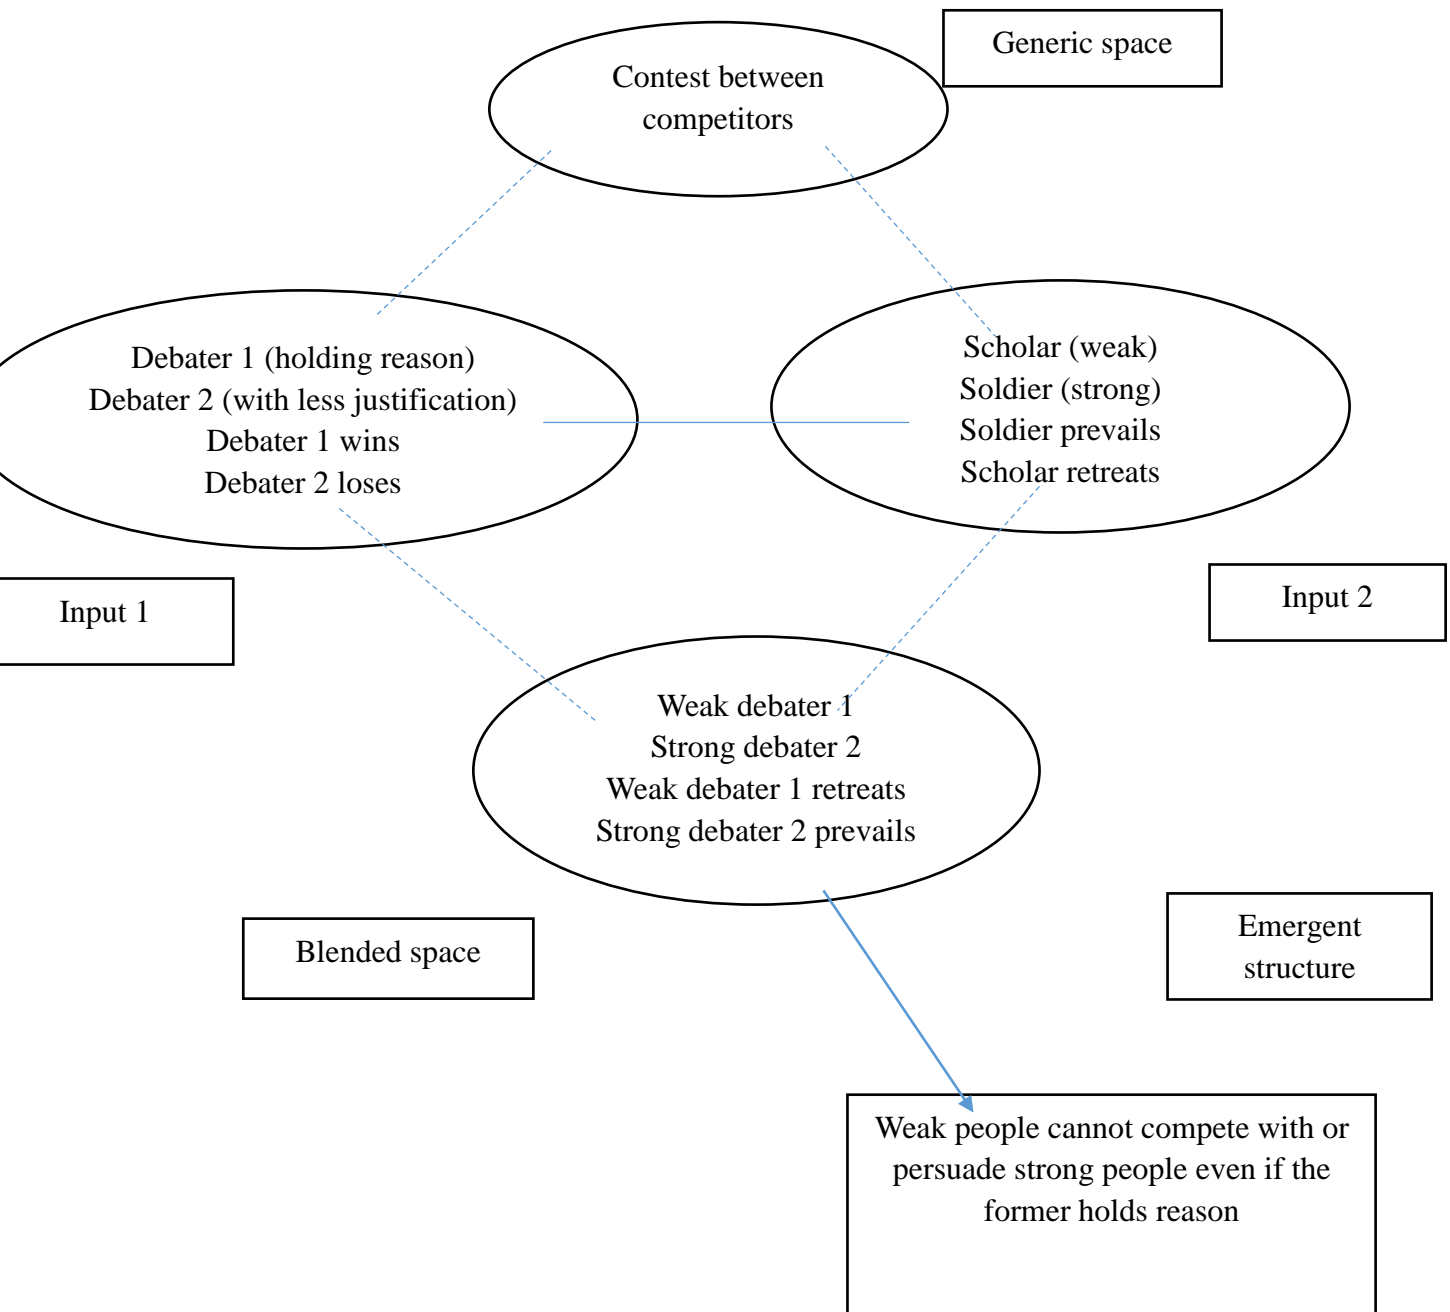 Generic space
Contest between
competitors
Debater 1 (holding reason)
Debater 2 (with less justification)
Debater 1 wins
Debater 2 loses
Scholar (weak)
Soldier (strong)
Soldier prevails
Scholar retreats
Input 1
Input 2
Weak debater 1
Strong debater 2
Weak debater 1 retreats
Strong debater 2 prevails
Blended space
Emergent
structure
Weak people cannot compete with or
persuade strong people even if the
former holds reason